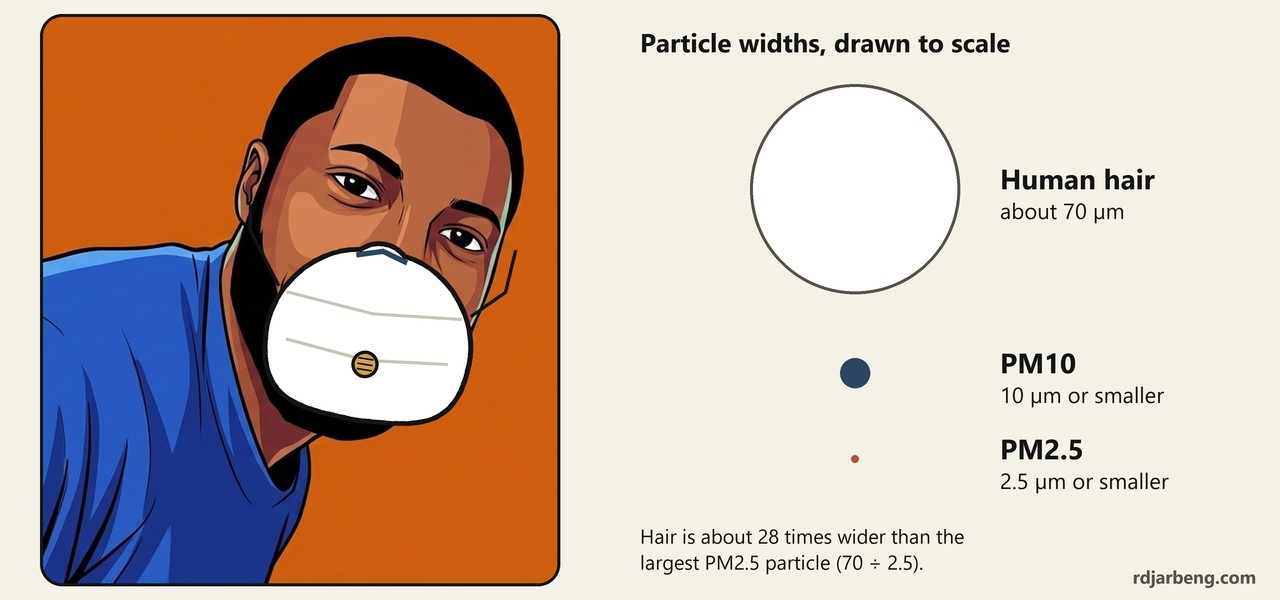 Particle widths, drawn to scale
Human hair
about 70 µm
PM10
10 µm or smaller
PM2.5
2.5 µm or smaller
Hair is about 28 times wider than the
largest PM2.5 particle (70 ÷ 2.5).
rdjarbeng.com